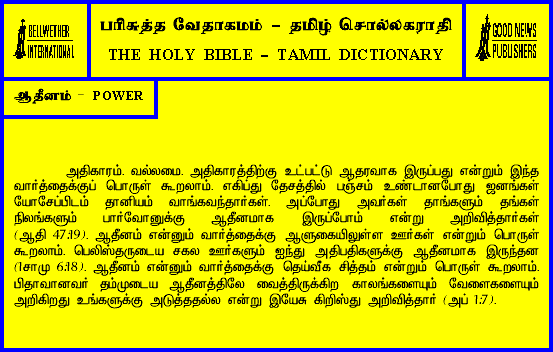 BELLWETHER
INTERNATIONAL
பரிசுத்த வேதாகமம் - தமிழ் சொல்லகராதி
THE HOLY BIBLE - TAMIL DICTIONARY
GOOD NEWS
PUBLISHERS
ஆதீனம் - POWER
அதிகாரம். வல்லமை. அதிகாரத்திற்கு உட்பட்டு ஆதரவாக இருப்பது என்றும் இந்த
வார்த்தைக்குப் பொருள் கூறலாம். எகிப்து தேசத்தில் பஞ்சம் உண்டானபோது ஜனங்கள்
யோசேப்பிடம் தானியம் வாங்கவந்தார்கள். அப்போது அவர்கள் தாங்களும் தங்கள்
நிலங்களும் பார்வோனுக்கு ஆதீனமாக இருப்போம் என்று அறிவித்தார்கள்
(ஆதி 47:19). ஆதீனம் என்னும் வார்த்தைக்கு ஆளுகையிலுள்ள ஊர்கள் என்றும் பொருள்
கூறலாம். பெலிஸ்தருடைய சகல ஊர்களும் ஐந்து அதிபதிகளுக்கு ஆதீனமாக இருந்தன
(1சாமு 6:18). ஆதீனம் என்னும் வார்த்தைக்கு தெய்வீக சித்தம் என்றும் பொருள் கூறலாம்.
பிதாவானவர் தம்முடைய ஆதீனத்திலே வைத்திருக்கிற காலங்களையும் வேளைகளையும்
அறிகிறது உங்களுக்கு அடுத்ததல்ல என்று இயேசு கிறிஸ்து அறிவித்தார் (அப் 1:7).